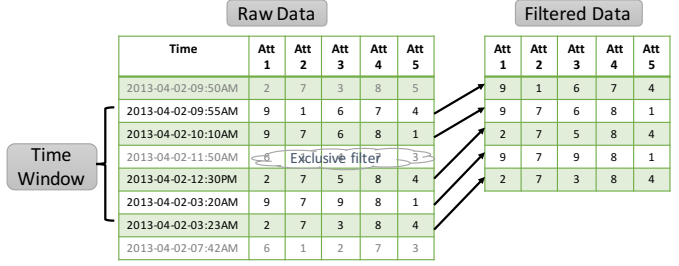 Raw Data
Filtered Data
Time Att 1 Att 2 Att 3 Att 4 Att 5
2013-04-02-09:50AM 2 7 3 8 5
2013-04-02-09:55AM 9 1 6 7 4
2013-04-02-10:10AM 9 7 6 8 1
2013-04-02-11:50AM Exclusive filter 3
2013-04-02-12:30PM 2 7 5 8 4
2013-04-02-03:20AM 9 7 9 8 1
2013-04-02-03:23AM 2 7 3 8 4
2013-04-02-07:42AM 6 1 2 7 3
Time
Window
Att 1 Att 2 Att 3 Att 4 Att 5
9 1 6 7 4
9 7 6 8 1
2 7 5 8 4
9 7 9 8 1
2 7 3 8 4